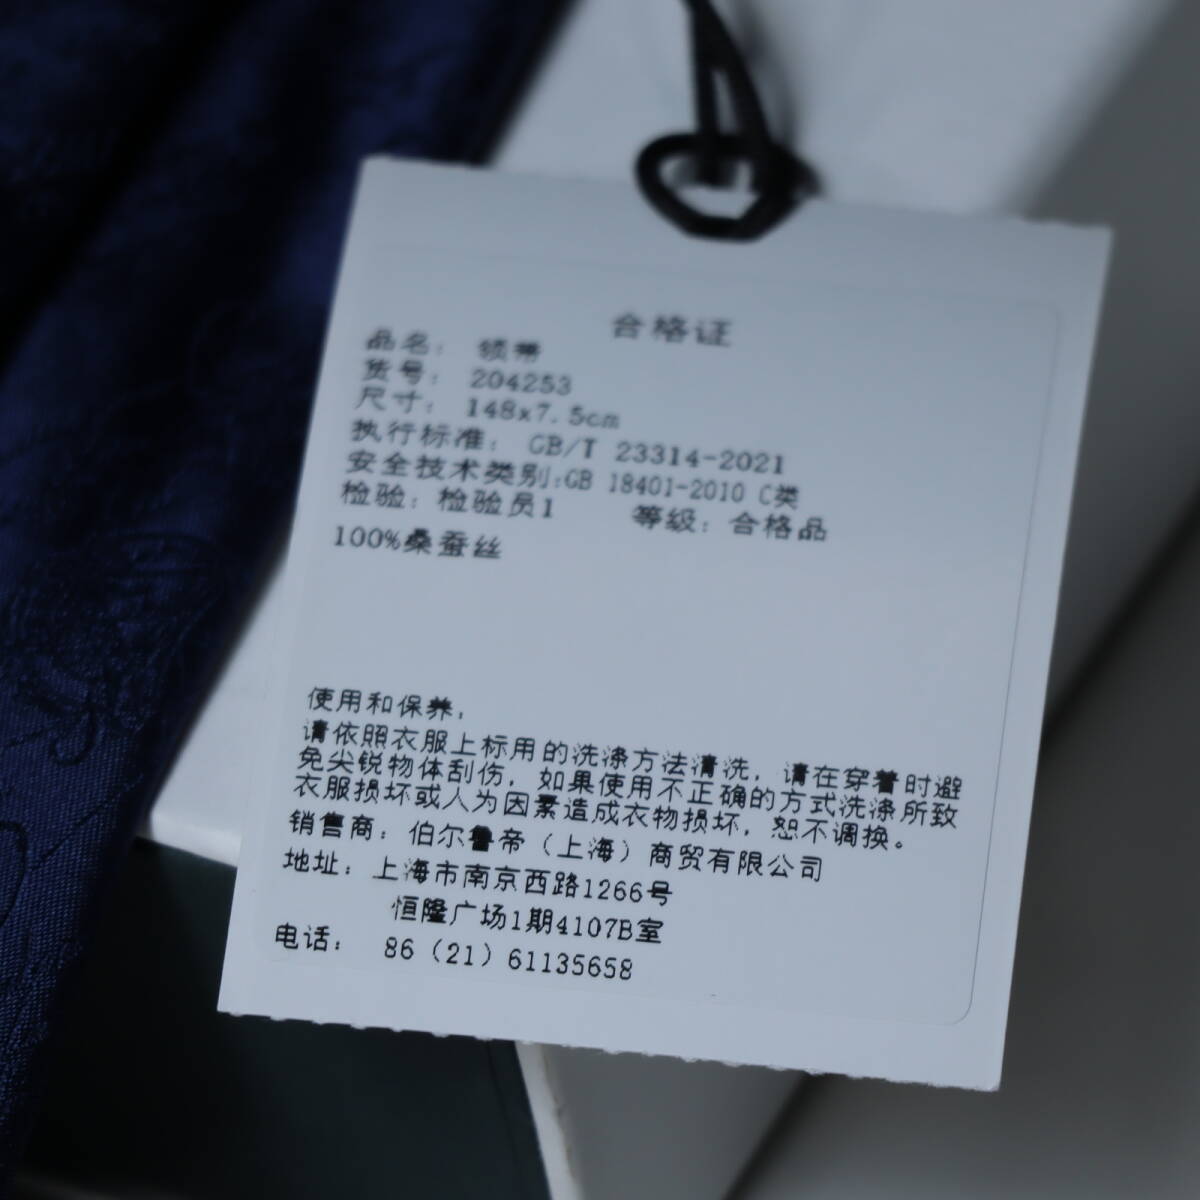 合格证
品名: 领带
货号: 204253
尺寸: 148x7.5cm
执行标准: GB/T 23314-2021
安全技术类别:GB 18401-2010 C类
检验: 检验员1 等级: 合格品
100%桑蚕丝
使用和保养,
请依照衣服上标用的洗涤方法清洗, 请在穿着时避
免尖锐物体刮伤, 如果使用不正确的方式洗涤所致
衣服损坏或人为因素造成衣物损坏, 恕不调换。
销售商: 伯尔鲁帝（上海）商贸有限公司
地址: 上海市南京西路1266号
恒隆广场1期4107B室
电话: 86（21）61135658